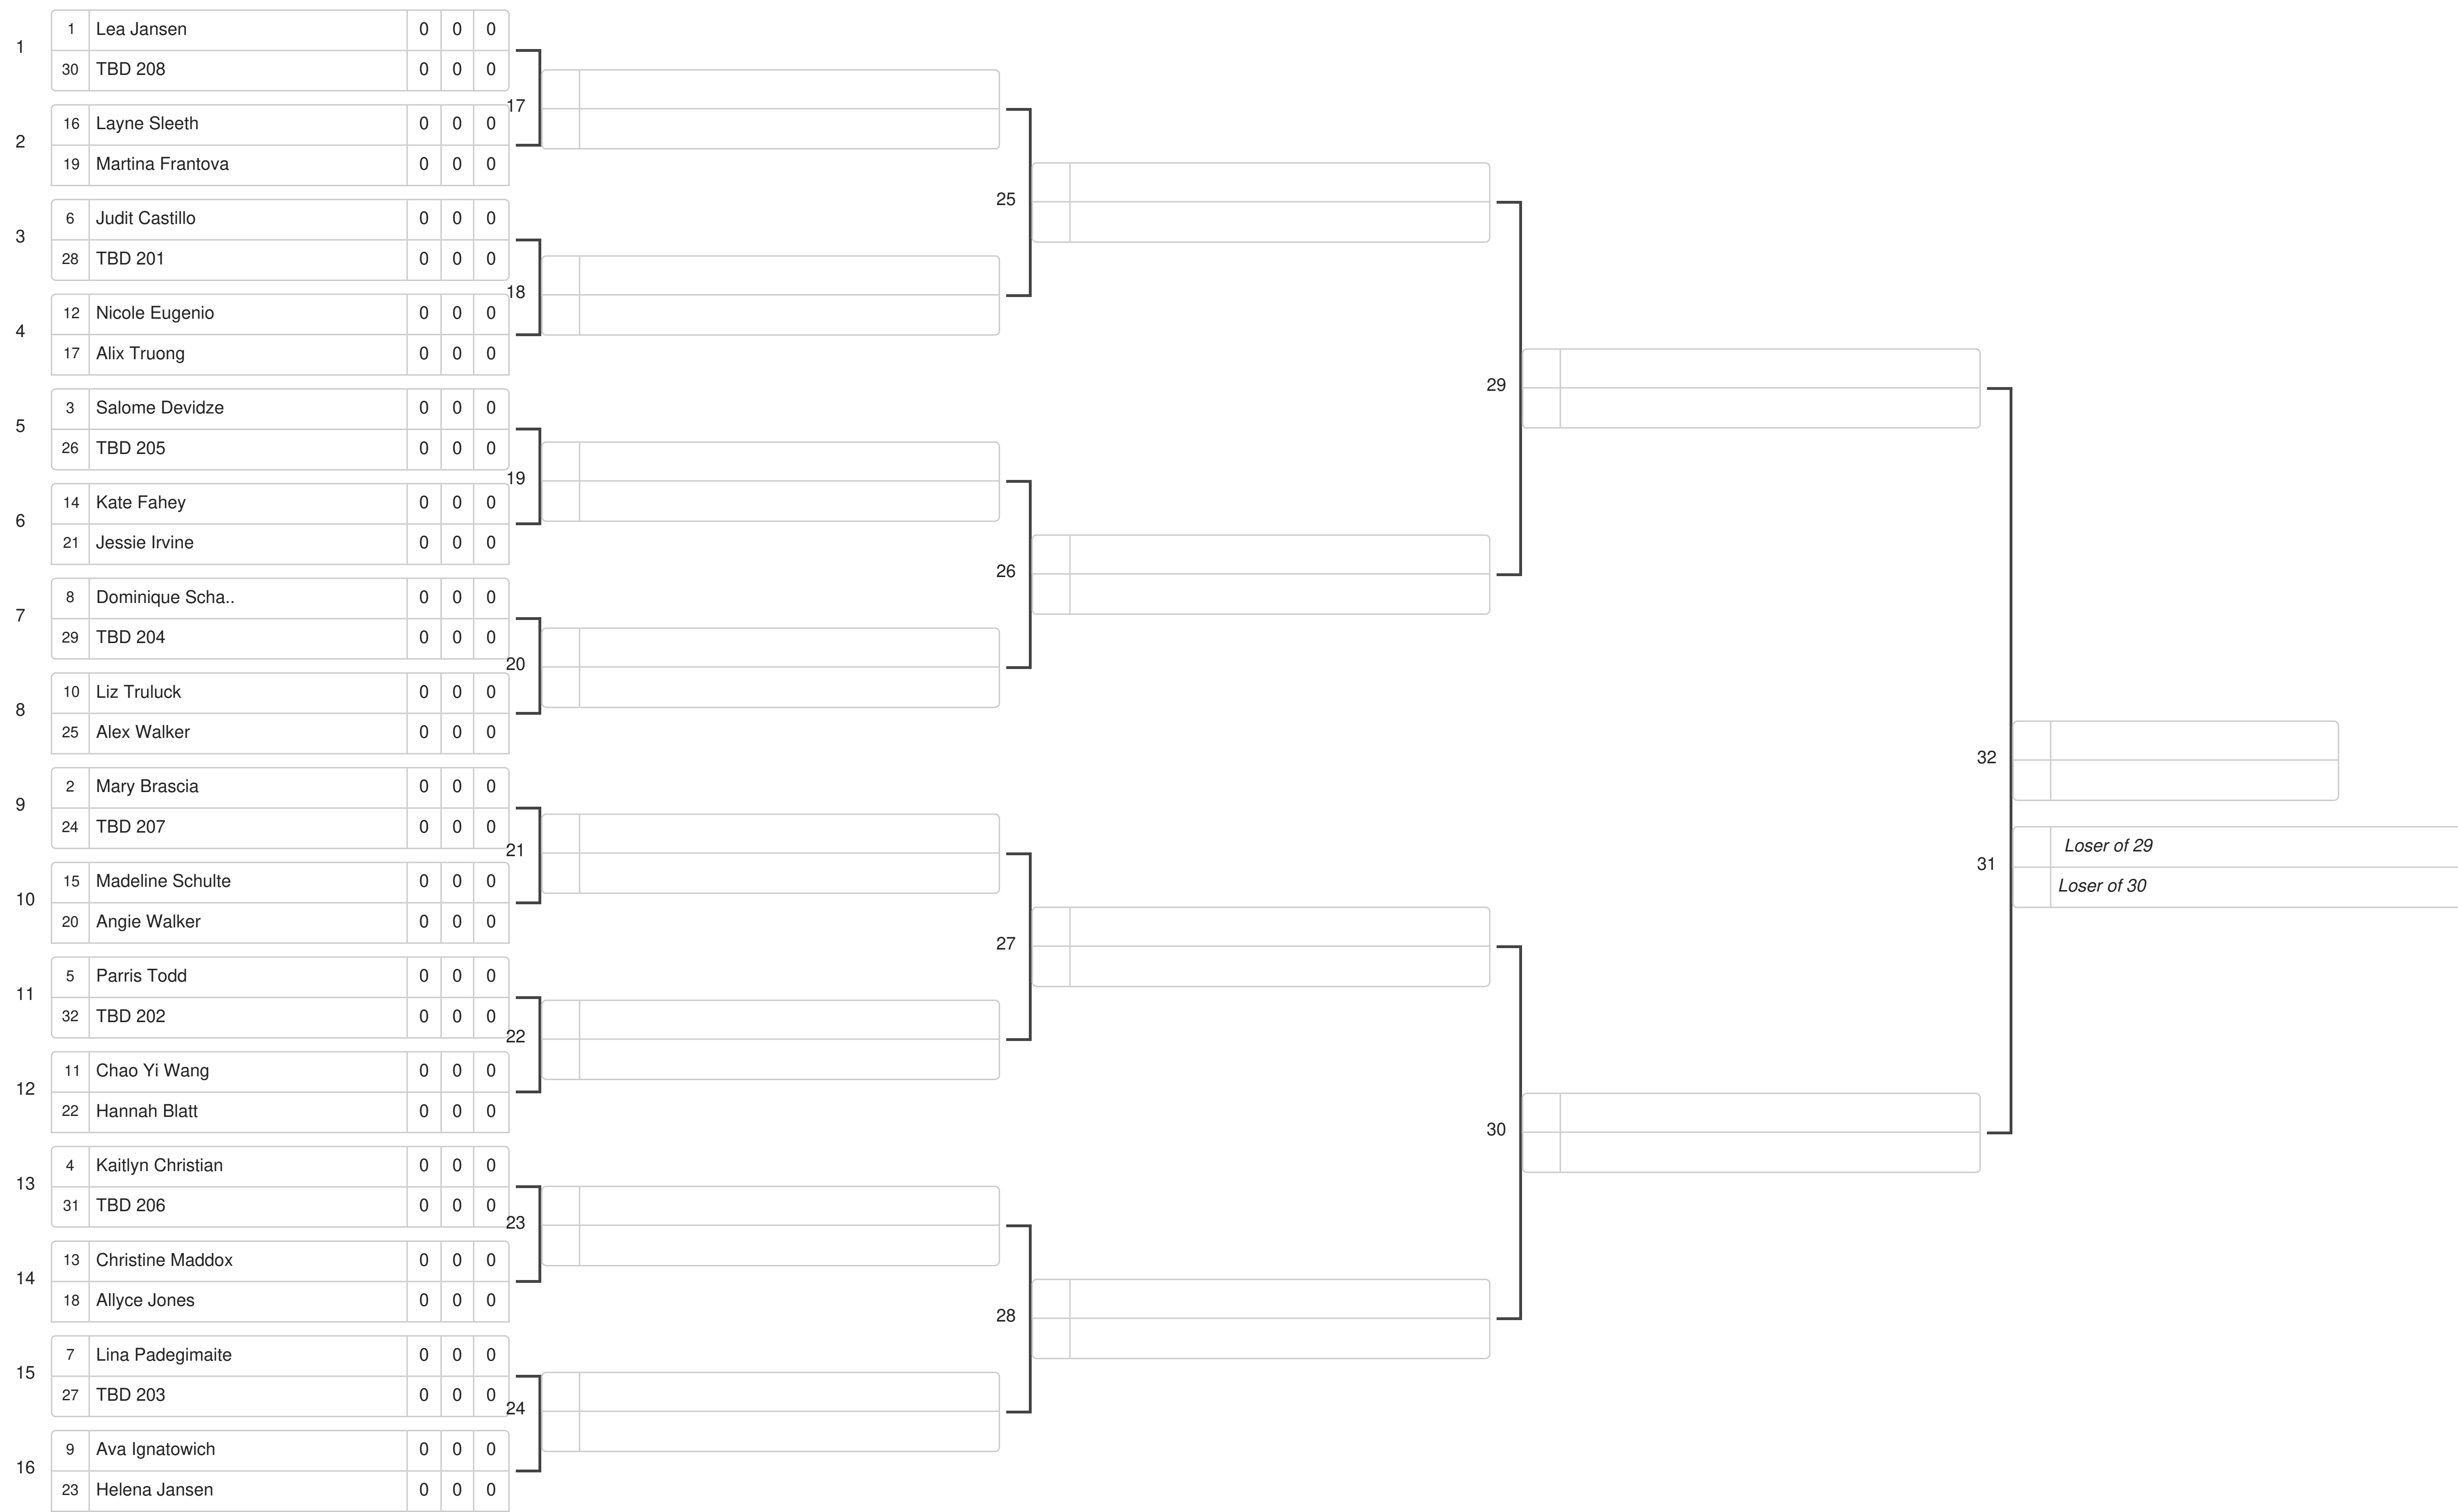 1
1 Lea Jansen 0 0 0
30 TBD 208 0 0 0
2
16 Layne Sleeth 0 0 0
19 Martina Frantova 0 0 0
3
6 Judit Castillo 0 0 0
28 TBD 201 0 0 0
4
12 Nicole Eugenio 0 0 0
17 Alix Truong 0 0 0
5
3 Salome Devidze 0 0 0
26 TBD 205 0 0 0
6
14 Kate Fahey 0 0 0
21 Jessie Irvine 0 0 0
7
8 Dominique Scha.. 0 0 0
29 TBD 204 0 0 0
8
10 Liz Truluck 0 0 0
25 Alex Walker 0 0 0
9
2 Mary Brascia 0 0 0
24 TBD 207 0 0 0
10
15 Madeline Schulte 0 0 0
20 Angie Walker 0 0 0
11
5 Parris Todd 0 0 0
32 TBD 202 0 0 0
12
11 Chao Yi Wang 0 0 0
22 Hannah Blatt 0 0 0
13
4 Kaitlyn Christian 0 0 0
31 TBD 206 0 0 0
14
13 Christine Maddox 0 0 0
18 Allyce Jones 0 0 0
15
7 Lina Padegimaite 0 0 0
27 TBD 203 0 0 0
16
9 Ava Ignatowich 0 0 0
23 Helena Jansen 0 0 0
17
18
19
20
21
22
23
24
25
26
27
28
29
30
32
31
Loser of 29
Loser of 30